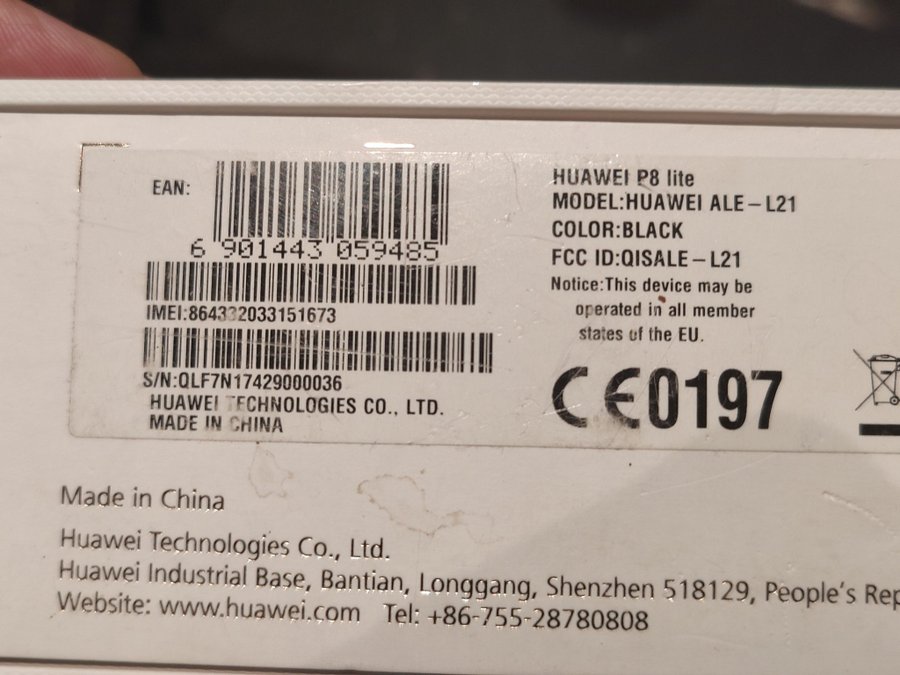 EAN:
6 901443 059485
IMEI:864332033151673
S/N:QLF7N17429000036
HUAWEI TECHNOLOGIES CO., LTD.
MADE IN CHINA
HUAWEI P8 lite
MODEL:HUAWEI ALE-L21
COLOR:BLACK
FCC ID:QISALE-L21
Notice:This device may be
operated in all member
states of the EU.
CE0197
Made in China
Huawei Technologies Co., Ltd.
Huawei Industrial Base, Bantian, Longgang, Shenzhen 518129, People's Rep
Website: www.huawei.com Tel: +86-755-28780808